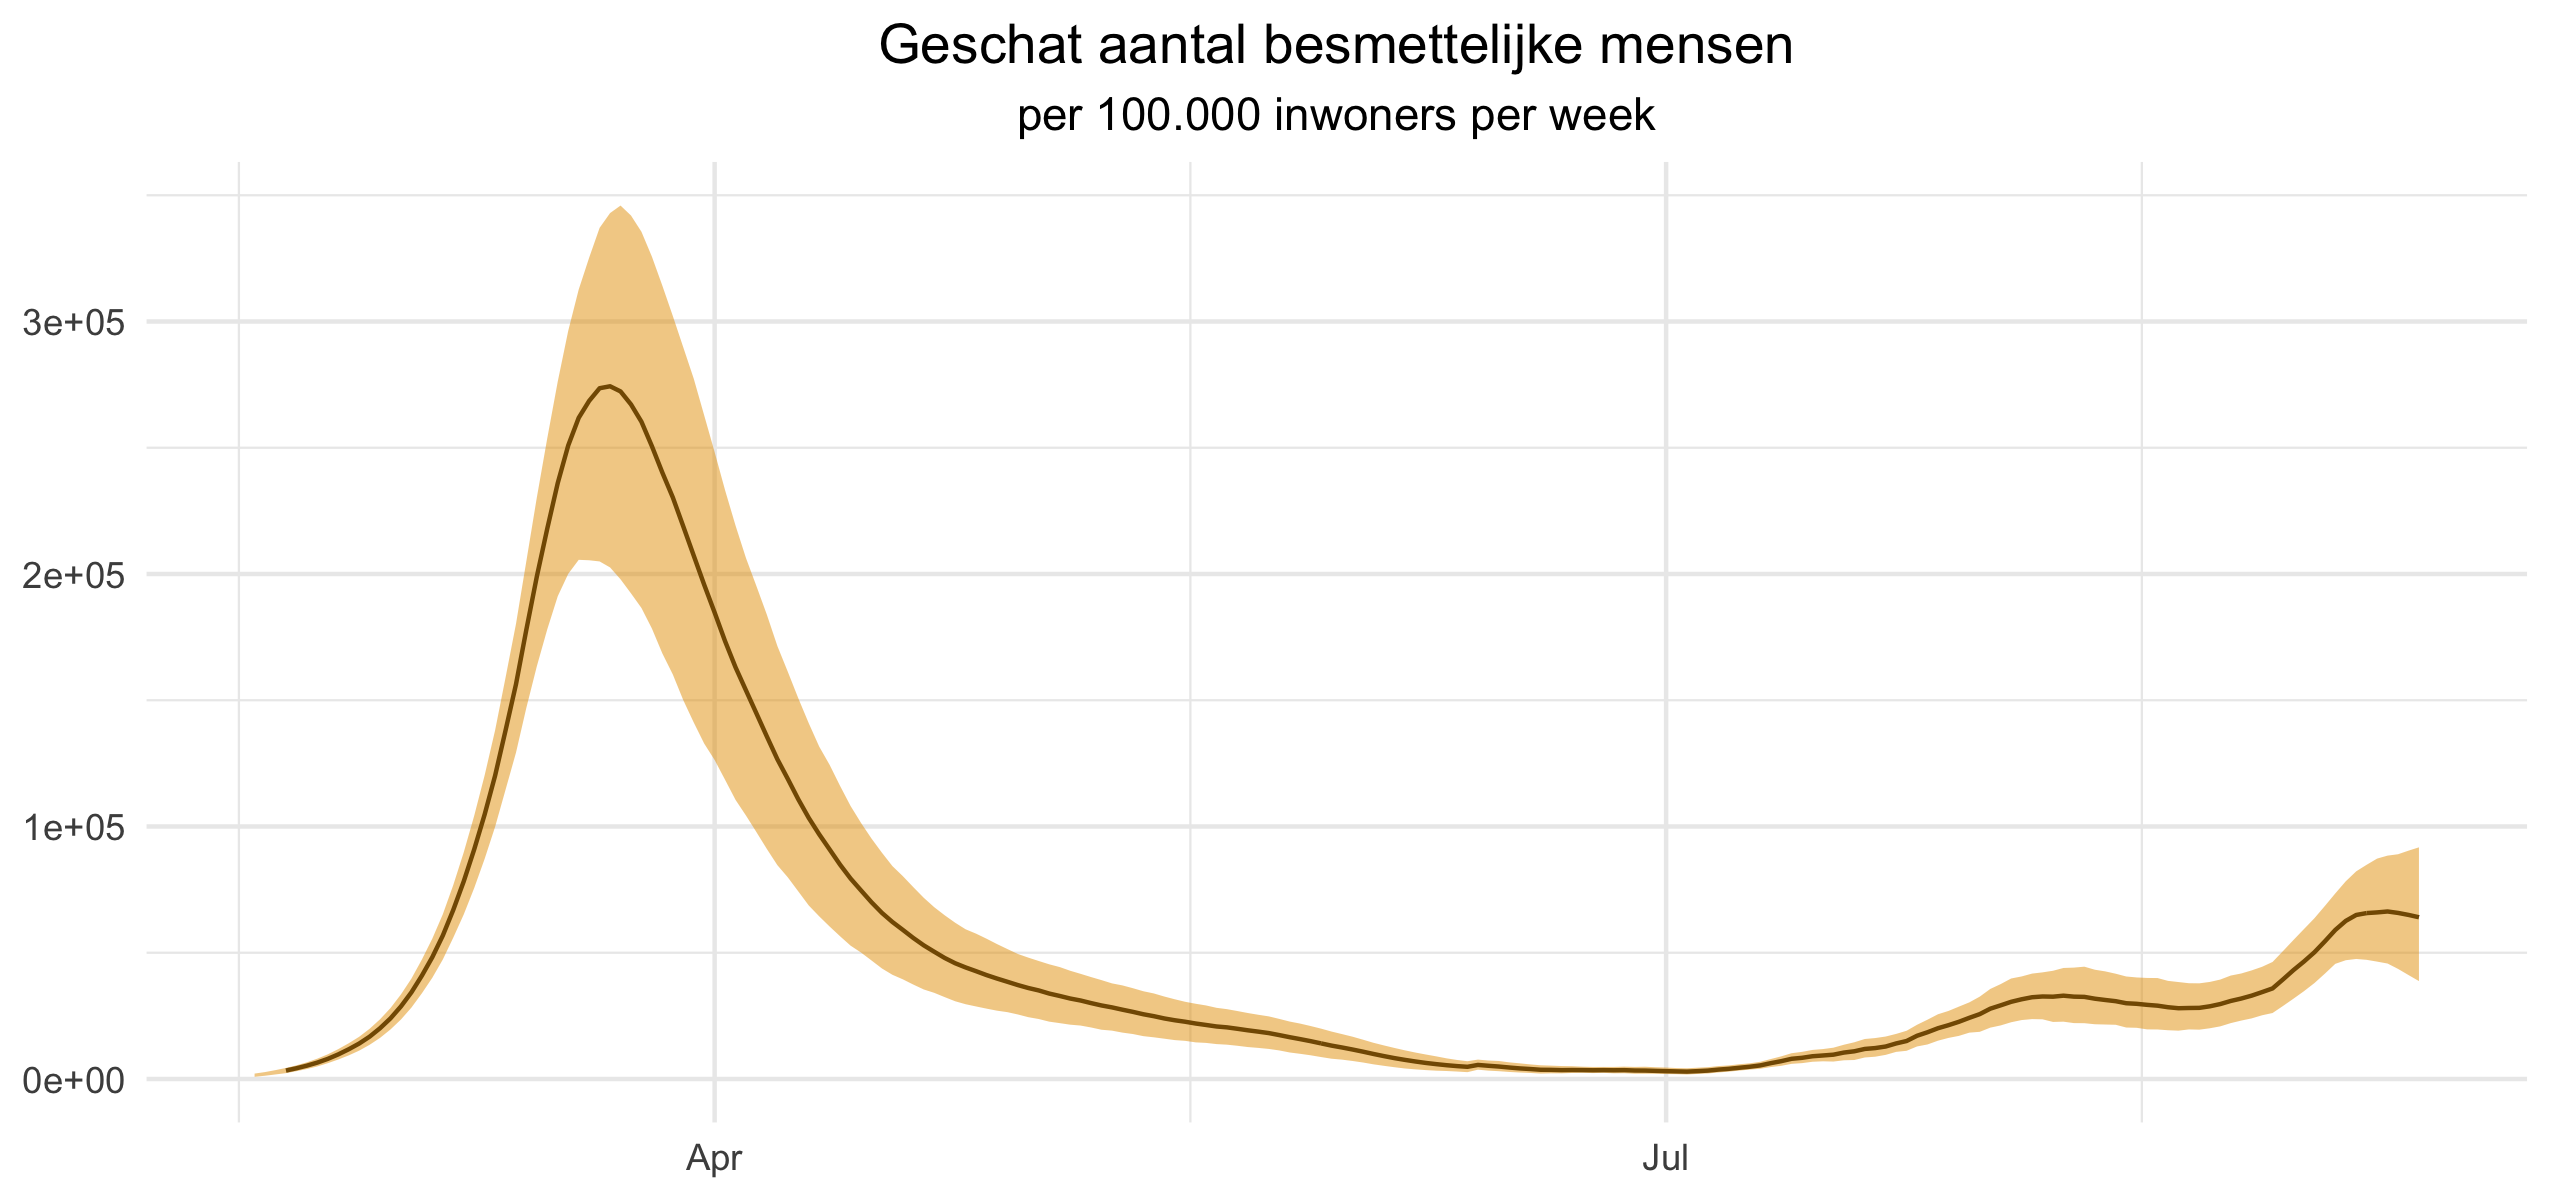 Geschat aantal besmettelijke mensen
per 100.000 inwoners per week
3e+05
2e+05
1e+05
0e+00
Apr
Jul